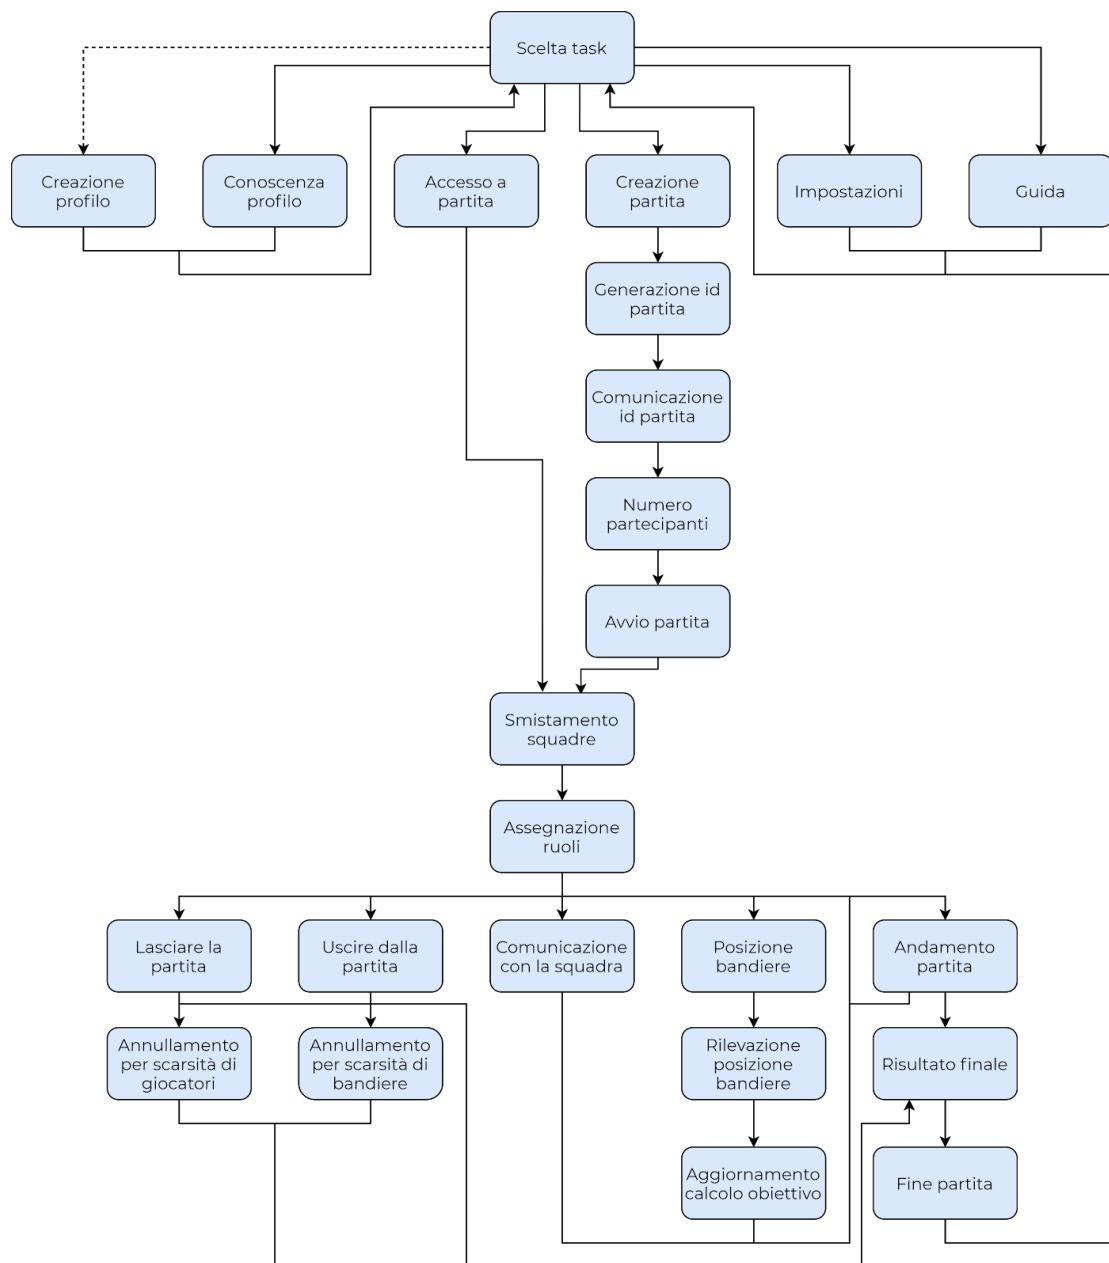 Scelta task
Creazione
profilo
Conoscenza
profilo
Accesso a
partita
Creazione
partita
Impostazioni
Guida
Generazione id
partita
Comunicazione
id partita
Numero
partecipanti
Avvio partita
Smistamento
squadre
Assegnazione
ruoli
Lasciare la
partita
Uscire dalla
partita
Comunicazione
con la squadra
Posizione
bandiere
Andamento
partita
Annullamento
per scarsità di
giocatori
Annullamento
per scarsità di
bandiere
Rilevazione
posizione
bandiere
Risultato finale
Aggiornamento
calcolo obiettivo
Fine partita